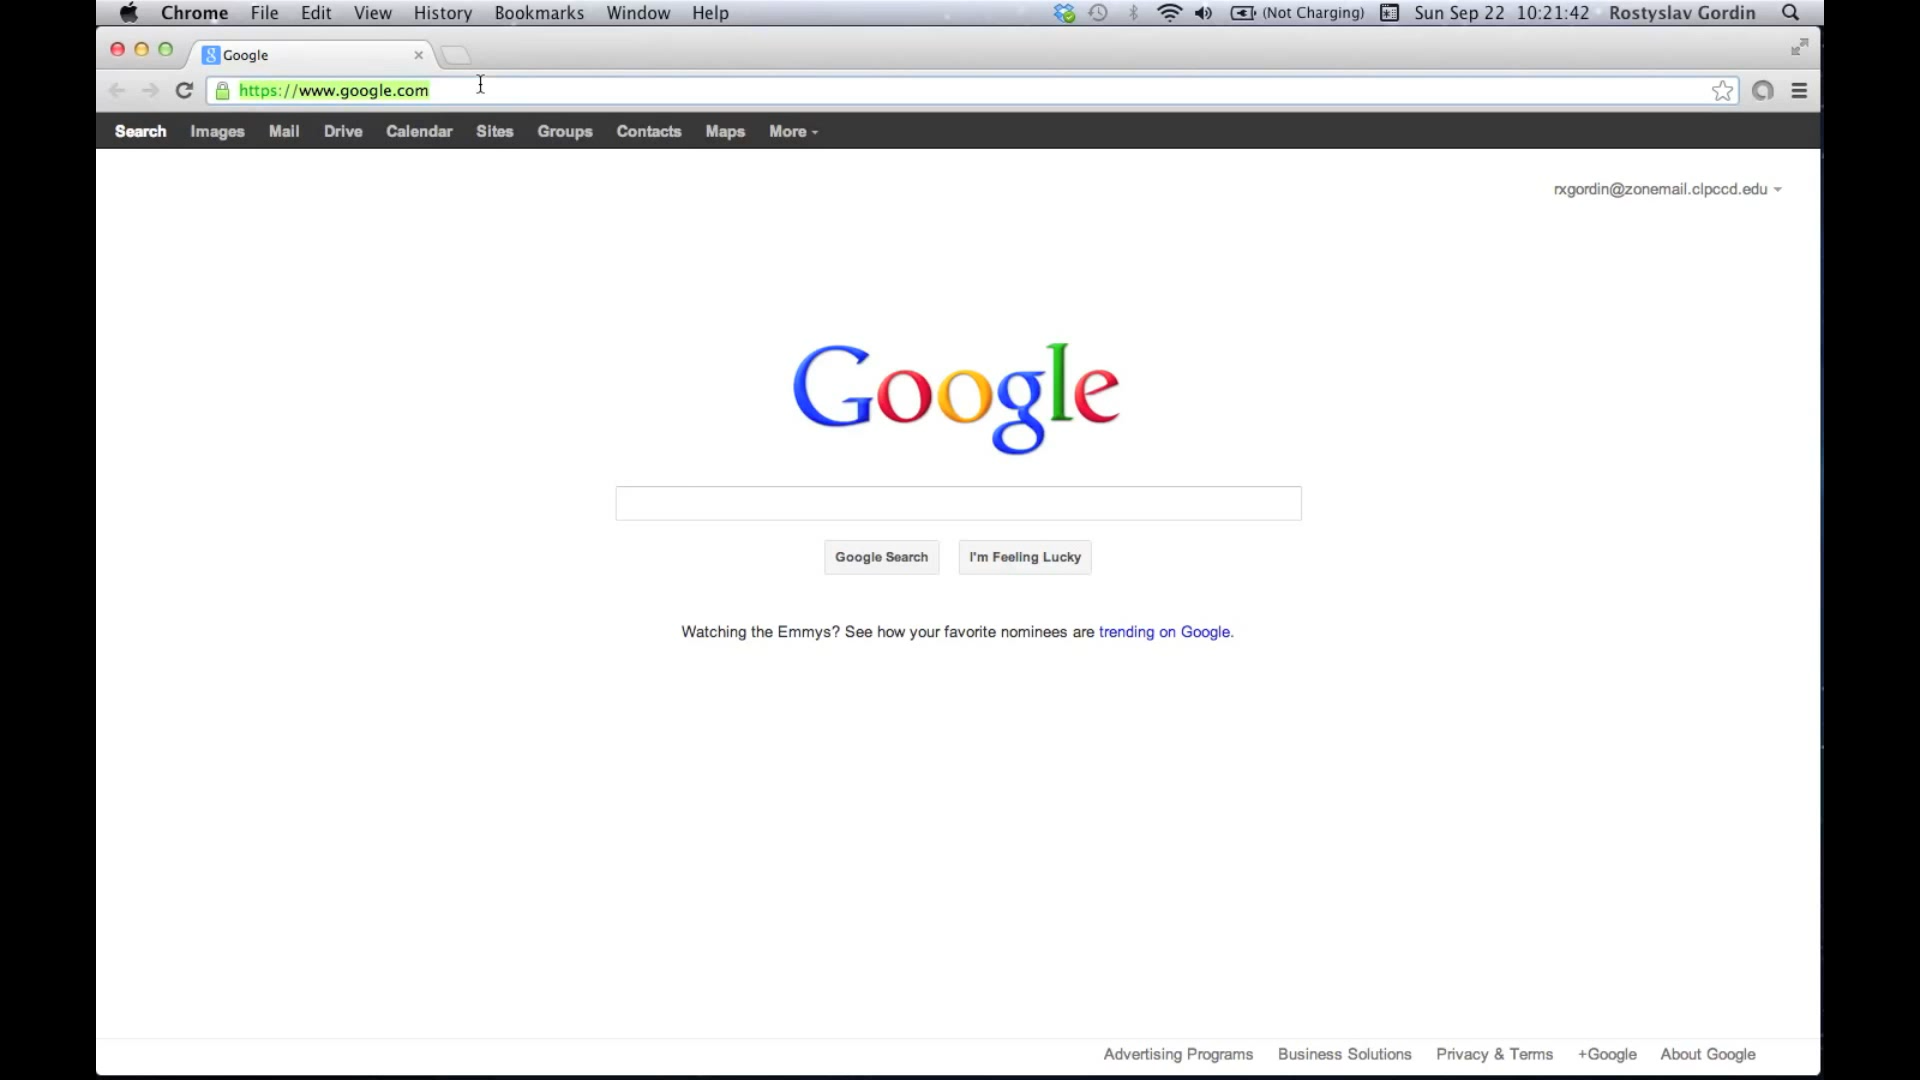 Chrome File Edit View History Bookmarks Window Help (Not Charging) Sun Sep 22 10:21:42 Rostyslav Gordin
Google
https://www.google.com
Search Images Mail Drive Calendar Sites Groups Contacts Maps More
rxgordin@zonemail.clpccd.edu
Google
Google Search I'm Feeling Lucky
Watching the Emmys? See how your favorite nominees are trending on Google.
Advertising Programs Business Solutions Privacy & Terms +Google About Google